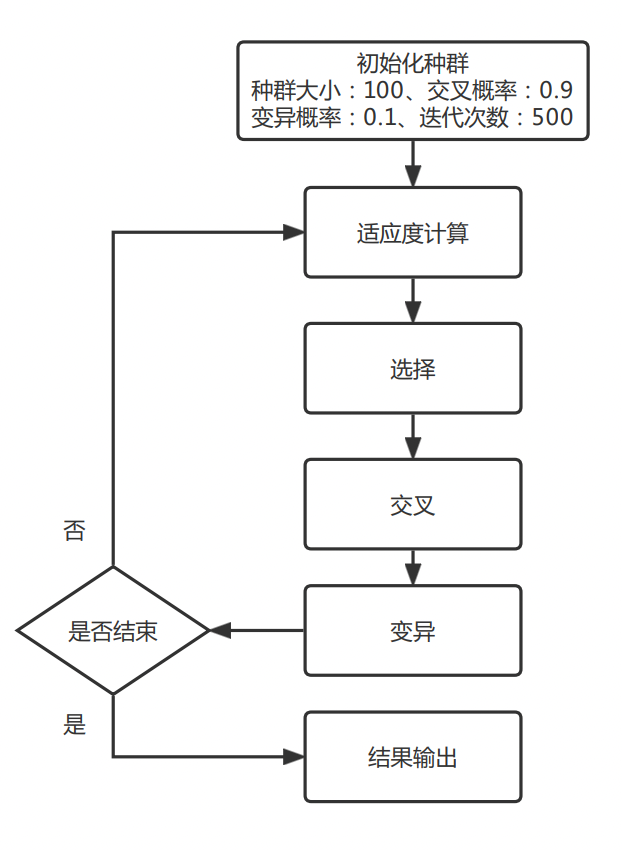 初始化种群
种群大小：100、交叉概率：0.9
变异概率：0.1、迭代次数：500
适应度计算
选择
交叉
否
是否结束
变异
是
结果输出